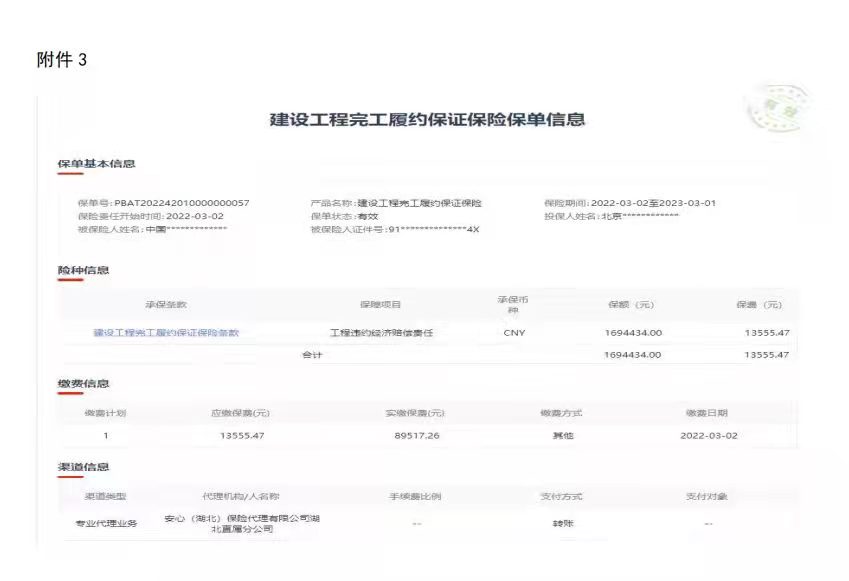 附件 3
建设工程完工履约保证保险保单信息
保单基本信息
保单号:PBAT202242010000000057 产品名称:建设工程完工履约保证保险 保险期间:2022-03-02至2023-03-01
保险责任开始时间:2022-03-02 保单状态:有效 投保人姓名:北京************
被保险人姓名:中国************* 被保险人证件号:91**************4X
险种信息
承保条款 保障项目 承保币种 保额（元） 保费（元）
建设工程完工履约保证保险条款 工程违约经济赔偿责任 CNY 1694434.00 13555.47
合计 1694434.00 13555.47
缴费信息
缴费计划 应缴保费(元) 实缴保费(元) 缴费方式 缴费日期
1 13555.47 89517.26 其他 2022-03-02
渠道信息
渠道类型 代理机构/人名称 手续费比例 支付方式 支付对象
专业代理业务 安心（湖北）保险代理有限公司湖 -- 转账 --
北直属分公司